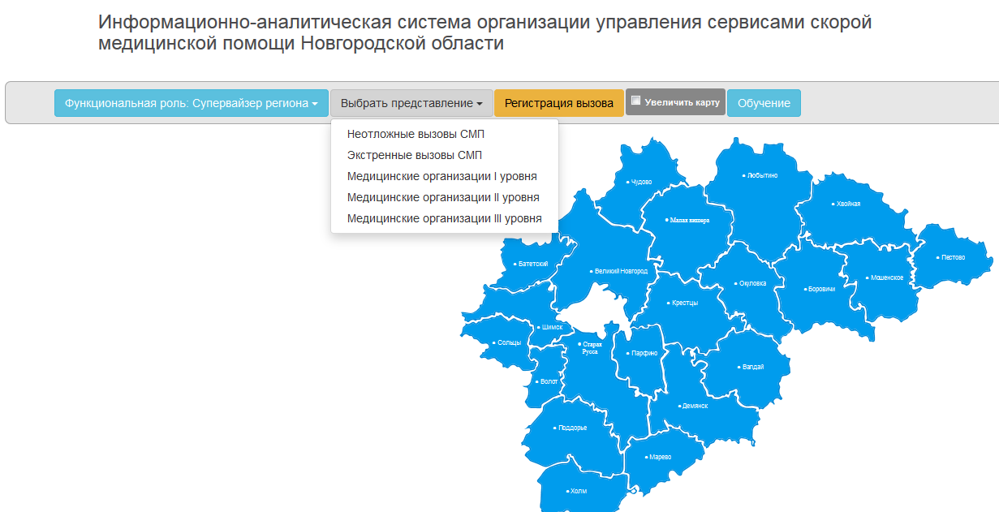 Информационно-аналитическая система организации управления сервисами скорой
медицинской помощи Новгородской области
Функциональная роль: Супервайзер региона
Выбрать представление
Регистрация вызова
Увеличить карту
Обучение
Неотложные вызовы СМП
Экстренные вызовы СМП
Медицинские организации I уровня
Медицинские организации II уровня
Медицинские организации III уровня
Чудово
Любытино
Хвойная
Малая вишера
Пестово
Батетский
Великий Новгород
Мошенское
Окуловка
Боровичи
Крестцы
Шимск
Сольцы
Старая
Русса
Парфино
Валдай
Волот
Демянск
Поддорье
Марево
Холм